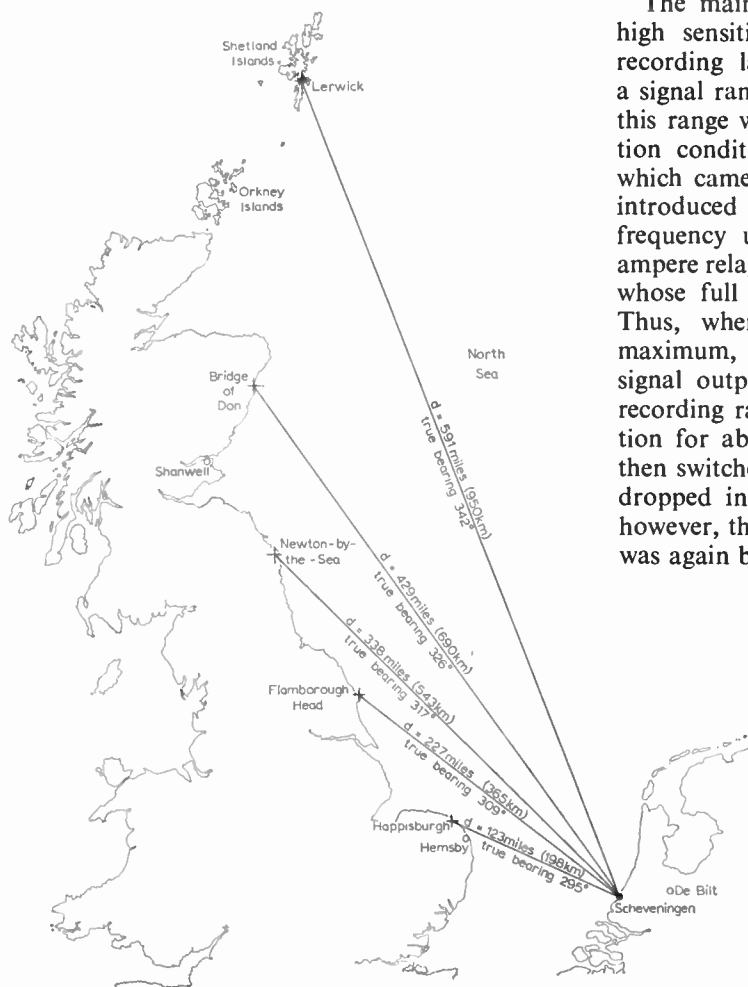 Shetland
Islands
Lerwick
Orkney
Islands
North
Sea
Bridge
of
Don
d = 591 miles (950km)
true bearing 342°
Shanwell
Newton-by-
the-Sea
d = 429 miles (690km)
true bearing 326°
d = 338 miles (543km)
true bearing 317°
Flamborough
Head
d = 227 miles (365km)
true bearing 309°
Happisburgh
Hemsby
d = 123 miles (198km)
true bearing 295°
De Bilt
Scheveningen
The main
high sensiti
recording la
a signal ran
this range w
tion condit
which came
introduced
frequency u
ampere rela
whose full
Thus, when
maximum,
signal outp
recording ra
tion for ab
then switche
dropped in
however, th
was again b